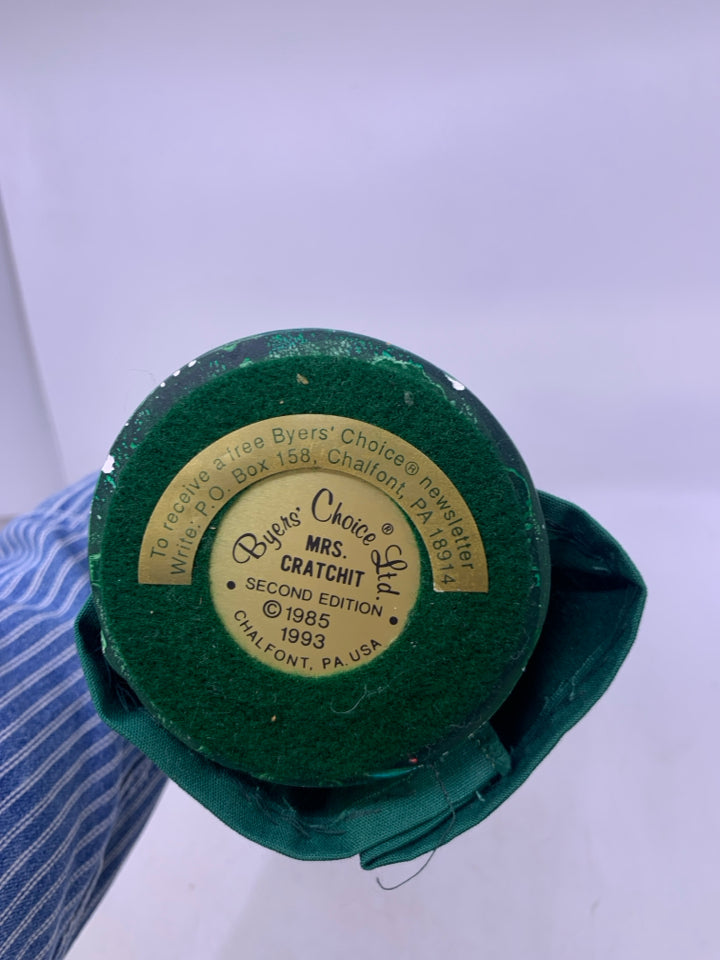 To receive a free Byers' Choice® newsletter
Write: P.O. Box 158, Chalfont, PA 18914
Byers' Choice® Ltd.
MRS.
CRATCHIT
• SECOND EDITION •
© 1985
1993
CHALFONT, PA. USA